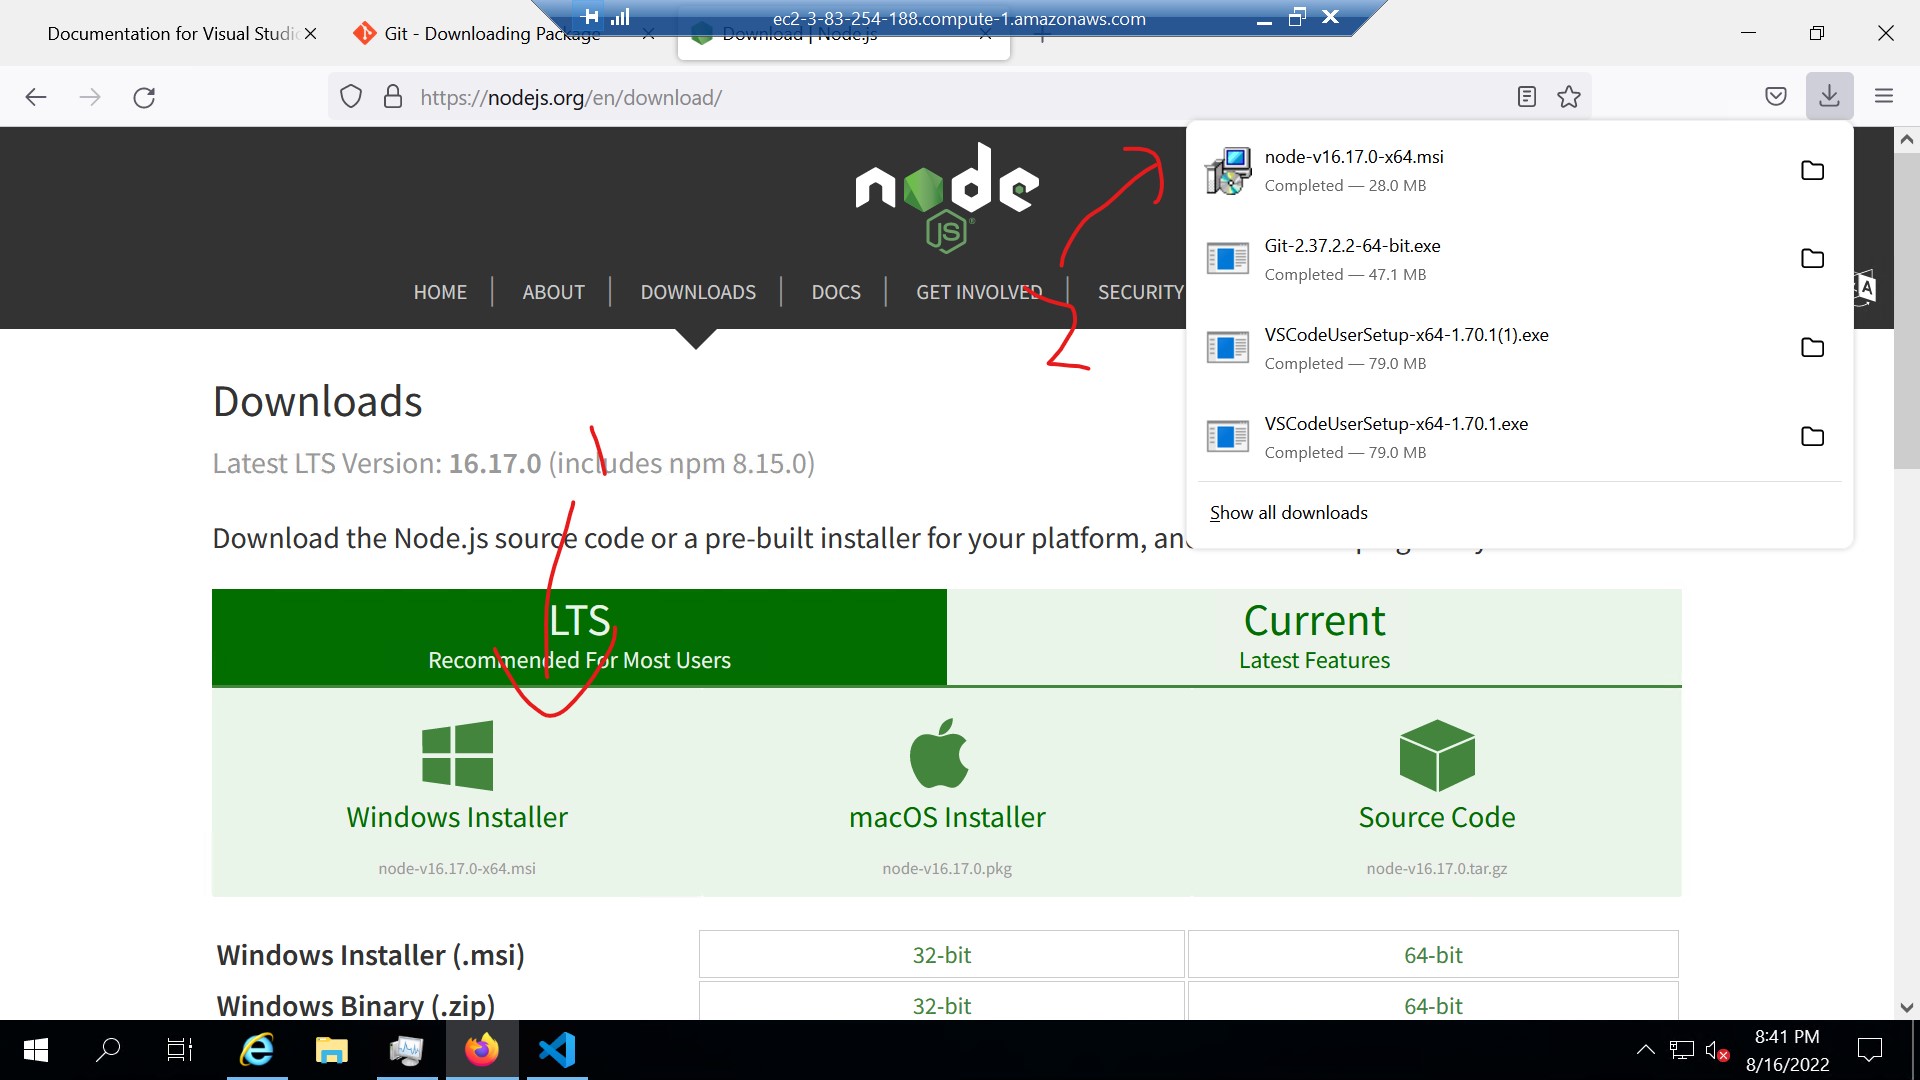 ec2-3-83-254-188.compute-1.amazonaws.com
Documentation for Visual Studio
Git - Downloading Package
Download | Node.js
https://nodejs.org/en/download/
node
JS
HOME
ABOUT
DOWNLOADS
DOCS
GET INVOLVED
SECURITY
A
1
2
node-v16.17.0-x64.msi
Completed — 28.0 MB
Git-2.37.2.2-64-bit.exe
Completed — 47.1 MB
VSCodeUserSetup-x64-1.70.1(1).exe
Completed — 79.0 MB
VSCodeUserSetup-x64-1.70.1.exe
Completed — 79.0 MB
Show all downloads
Downloads
Latest LTS Version: 16.17.0 (includes npm 8.15.0)
Download the Node.js source code or a pre-built installer for your platform, an
LTS
Recommended For Most Users
Current
Latest Features
Windows Installer
node-v16.17.0-x64.msi
macOS Installer
node-v16.17.0.pkg
Source Code
node-v16.17.0.tar.gz
Windows Installer (.msi)
32-bit
64-bit
Windows Binary (.zip)
32-bit
64-bit
8:41 PM
8/16/2022